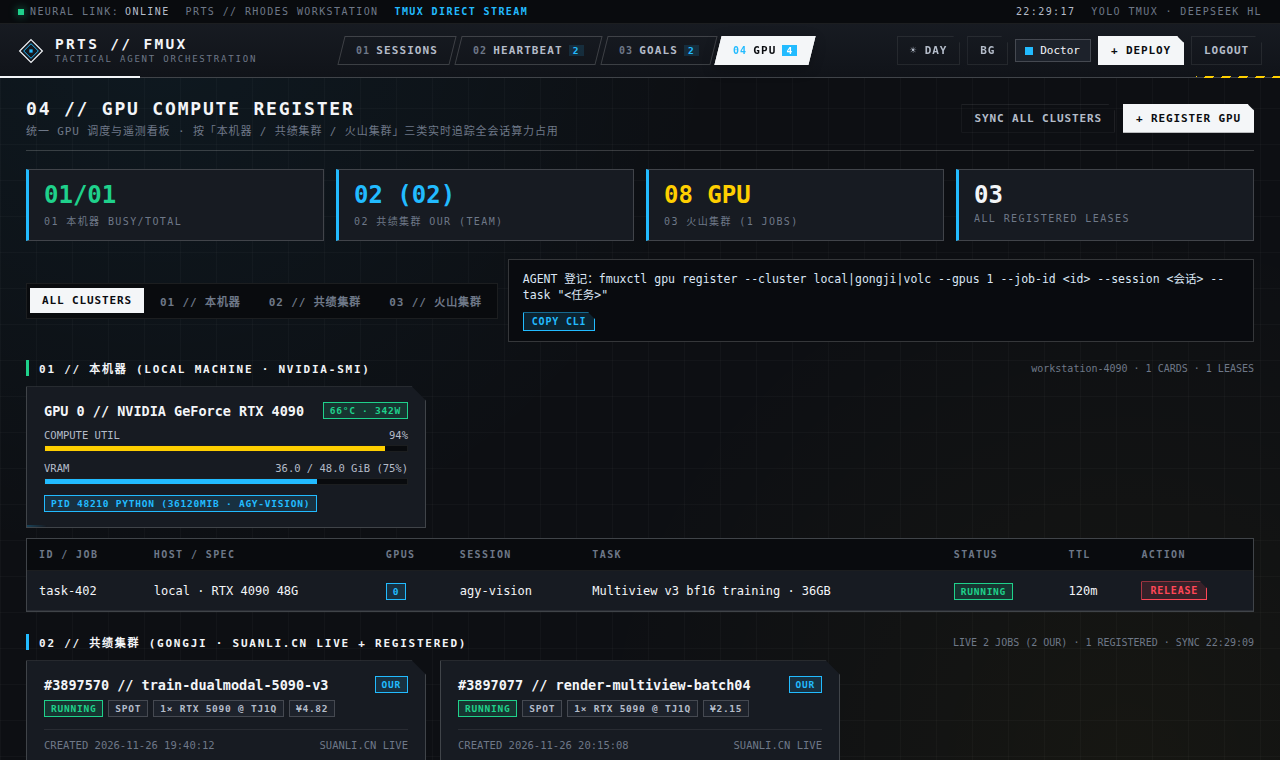 NEURAL LINK: ONLINE PRTS // RHODES WORKSTATION TMUX DIRECT STREAM 22:29:17 YOLO TMUX · DEEPSEEK HL
PRTS // FMUX
TACTICAL AGENT ORCHESTRATION
01 SESSIONS 02 HEARTBEAT 2 03 GOALS 2 04 GPU 4 ☀ DAY BG Doctor + DEPLOY LOGOUT
04 // GPU COMPUTE REGISTER
统一 GPU 调度与遥测看板 · 按「本机器 / 共绩集群 / 火山集群」三类实时追踪全会话算力占用
SYNC ALL CLUSTERS + REGISTER GPU
01/01
01 本机器 BUSY/TOTAL
02 (02)
02 共绩集群 OUR (TEAM)
08 GPU
03 火山集群 (1 JOBS)
03
ALL REGISTERED LEASES
ALL CLUSTERS 01 // 本机器 02 // 共绩集群 03 // 火山集群
AGENT 登记：fmuxctl gpu register --cluster local|gongji|volc --gpus 1 --job-id <id> --session <会话> --
task "<任务>"
COPY CLI
01 // 本机器 (LOCAL MACHINE · NVIDIA-SMI) workstation-4090 · 1 CARDS · 1 LEASES
GPU 0 // NVIDIA GeForce RTX 4090 66°C · 342W
COMPUTE UTIL 94%
VRAM 36.0 / 48.0 GiB (75%)
PID 48210 PYTHON (36120MIB · AGY-VISION)
ID / JOB HOST / SPEC GPUS SESSION TASK STATUS TTL ACTION
task-402 local · RTX 4090 48G 0 agy-vision Multiview v3 bf16 training · 36GB RUNNING 120m RELEASE
02 // 共绩集群 (GONGJI · SUANLI.CN LIVE + REGISTERED) LIVE 2 JOBS (2 OUR) · 1 REGISTERED · SYNC 22:29:09
#3897570 // train-dualmodal-5090-v3 OUR
RUNNING SPOT 1× RTX 5090 @ TJ1Q ¥4.82
CREATED 2026-11-26 19:40:12 SUANLI.CN LIVE
#3897077 // render-multiview-batch04 OUR
RUNNING SPOT 1× RTX 5090 @ TJ1Q ¥2.15
CREATED 2026-11-26 20:15:08 SUANLI.CN LIVE